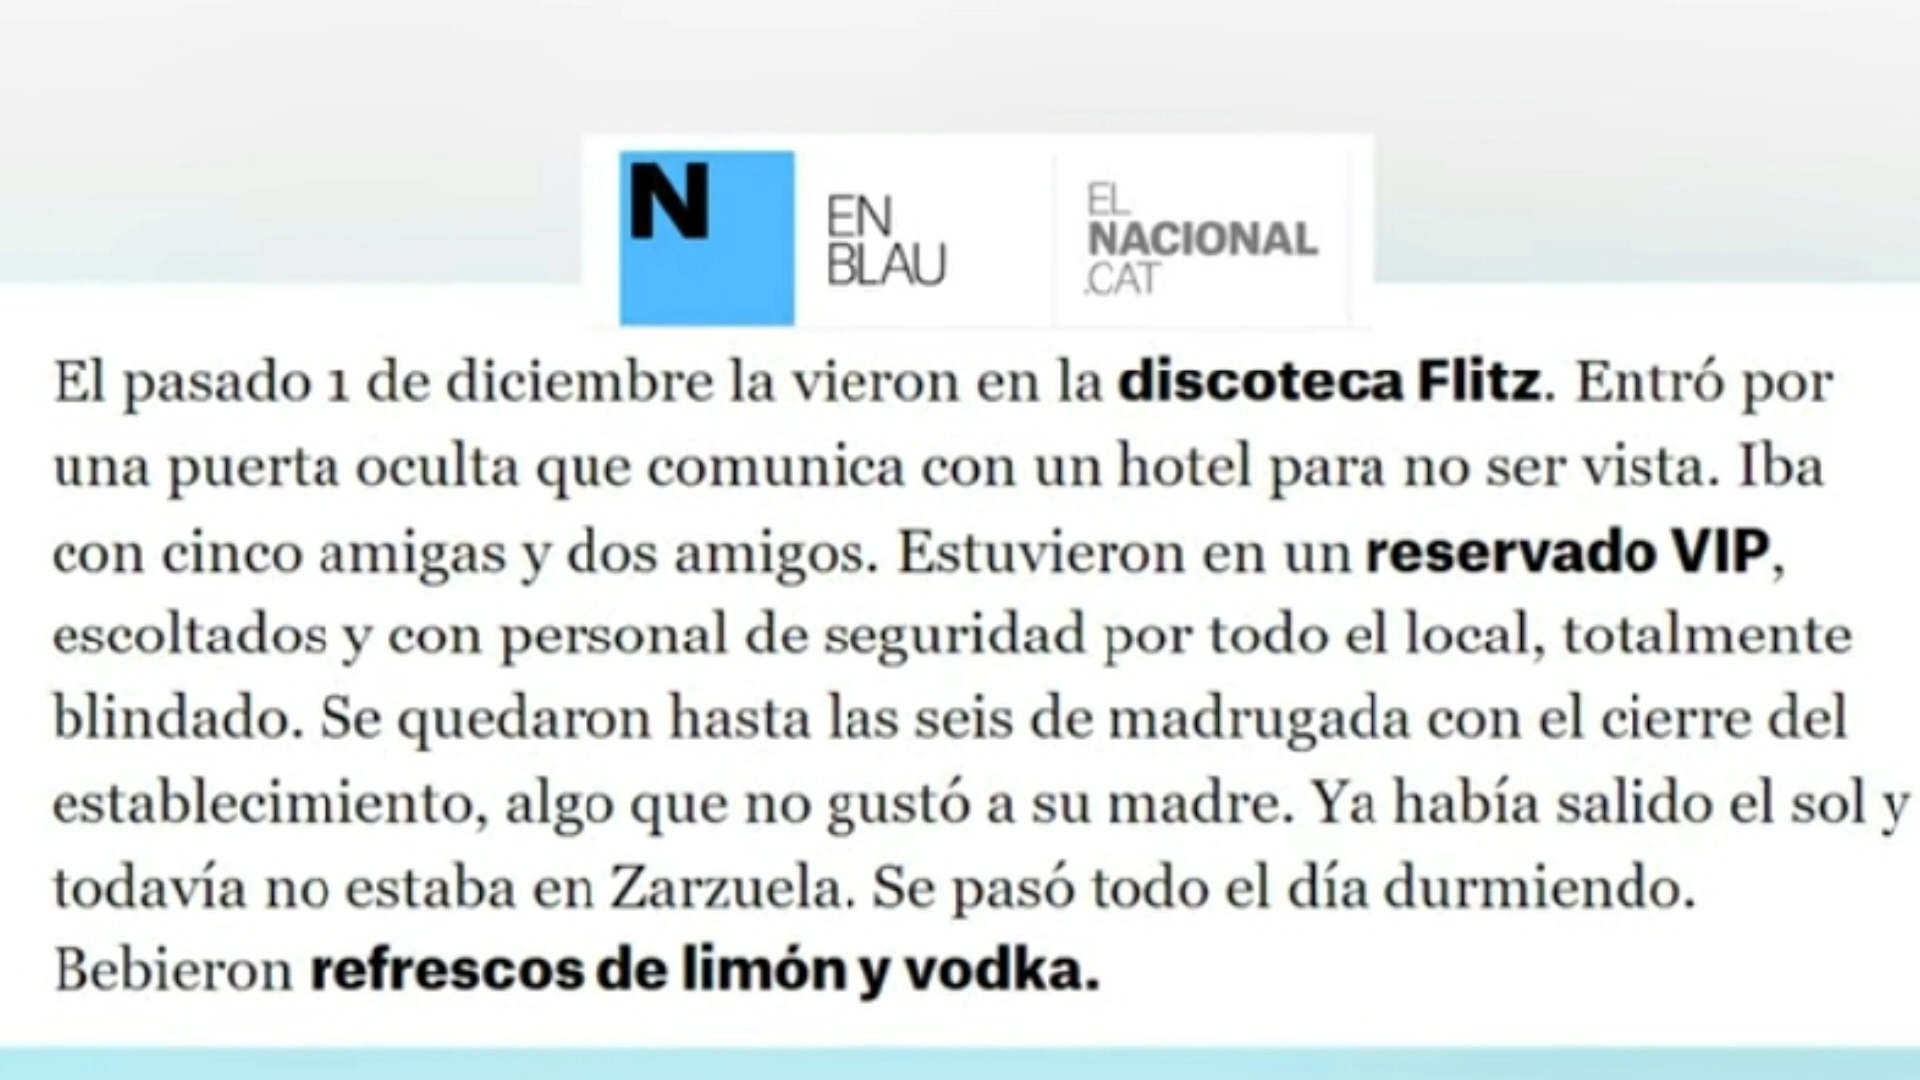 N
EN
BLAU
EL
NACIONAL
.CAT
El pasado 1 de diciembre la vieron en la discoteca Flitz. Entró por
una puerta oculta que comunica con un hotel para no ser vista. Iba
con cinco amigas y dos amigos. Estuvieron en un reservado VIP,
escoltados y con personal de seguridad por todo el local, totalmente
blindado. Se quedaron hasta las seis de madrugada con el cierre del
establecimiento, algo que no gustó a su madre. Ya había salido el sol y
todavía no estaba en Zarzuela. Se pasó todo el día durmiendo.
Bebieron refrescos de limón y vodka.